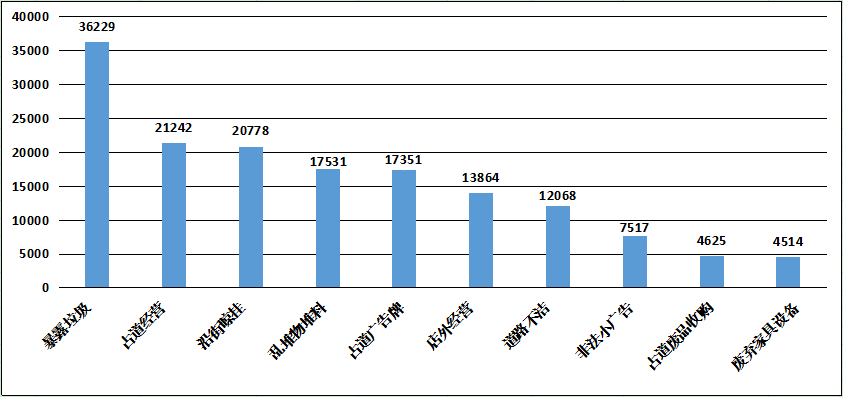 40000
35000
30000
25000
20000
15000
10000
5000
0
36229
21242
20778
17531
17351
13864
12068
7517
4625
4514
暴露垃圾
占道经营
沿街晾挂
乱堆物堆料
占道广告牌
店外经营
道路不洁
非法小广告
占道废品收购
废弃家具设备